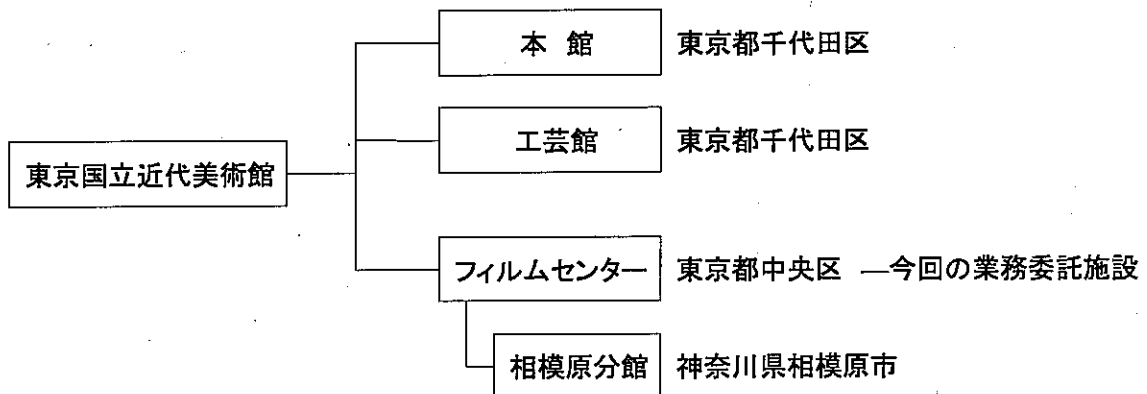 本館 東京都千代田区
工芸館 東京都千代田区
東京国立近代美術館
フィルムセンター 東京都中央区 ―今回の業務委託施設
相模原分館 神奈川県相模原市